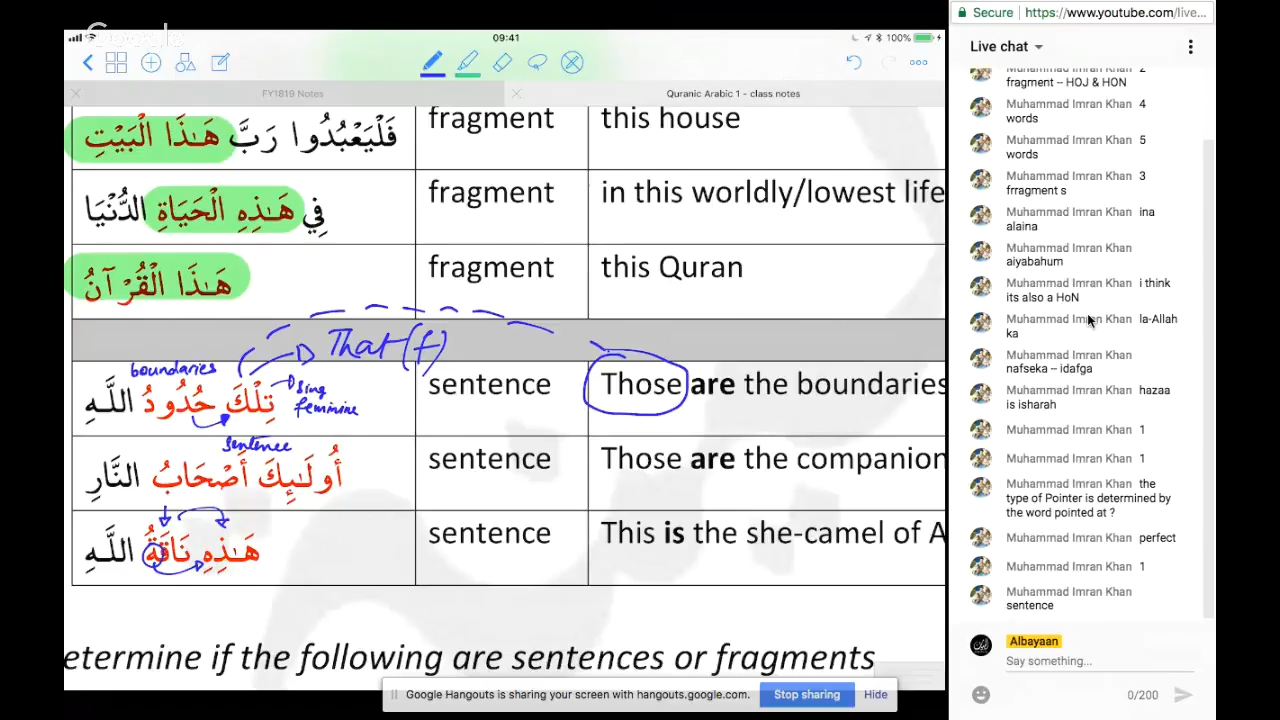 Google
09:41
100%
FY1819 Notes
Quranic Arabic 1 - class notes
فَلْيَعْبُدُوا رَبَّ هَـٰذَا الْبَيْتِ
fragment
this house
فِي هَـٰذِهِ الْحَيَاةِ الدُّنْيَا
fragment
in this worldly/lowest life
هَـٰذَا الْقُرْآنُ
fragment
this Quran
That (f)
boundaries
تِلْكَ حُدُودُ اللَّـهِ
Sing
feminine
sentence
Those are the boundaries
sentence
أُولَـٰئِكَ أَصْحَابُ النَّارِ
sentence
Those are the companion
هَـٰذِهِ نَاقَةُ اللَّـهِ
sentence
This is the she-camel of A
etermine if the following are sentences or fragments
Google Hangouts is sharing your screen with hangouts.google.com.
Stop sharing
Hide
Secure
https://www.youtube.com/live...
Live chat
Muhammad Imran Khan 2
fragment -- HOJ & HON
Muhammad Imran Khan 4
words
Muhammad Imran Khan 5
words
Muhammad Imran Khan 3
frragment s
Muhammad Imran Khan ina
alaina
Muhammad Imran Khan
aiyabahum
Muhammad Imran Khan i think
its also a HoN
Muhammad Imran Khan la-Allah
ka
Muhammad Imran Khan
nafseka -- idafga
Muhammad Imran Khan hazaa
is isharah
Muhammad Imran Khan 1
Muhammad Imran Khan 1
Muhammad Imran Khan the
type of Pointer is determined by
the word pointed at ?
Muhammad Imran Khan perfect
Muhammad Imran Khan 1
Muhammad Imran Khan
sentence
Albayaan
Say something...
0/200